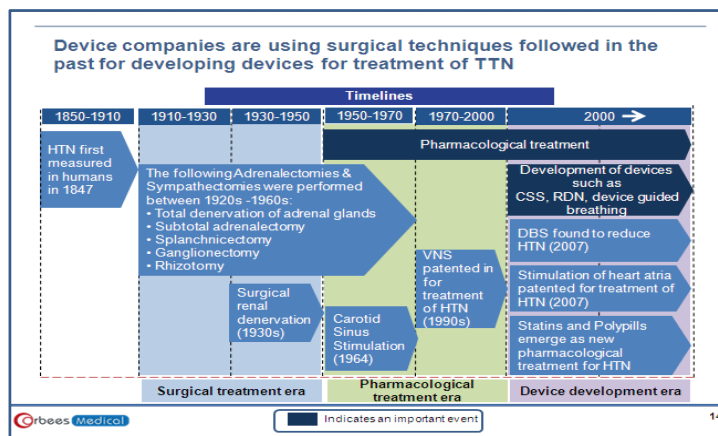 Device companies are using surgical techniques followed in the
past for developing devices for treatment of TTN
Timelines
1850-1910
1910-1930
1930-1950
1950-1970
1970-2000
2000
HTN first
measured
in humans
in 1847
Pharmacological treatment
The following Adrenalectomies &
Sympathectomies were performed
between 1920s -1960s:
• Total denervation of adrenal glands
• Subtotal adrenalectomy
• Splanchnicectomy
• Ganglionectomy
• Rhizotomy
Surgical
renal
denervation
(1930s)
Carotid
Sinus
Stimulation
(1964)
VNS
patented in
for
treatment
of HTN
(1990s)
Development of devices
such as
CSS, RDN, device guided
breathing
DBS found to reduce
HTN (2007)
Stimulation of heart atria
patented for treatment of
HTN (2007)
Statins and Polypills
emerge as new
pharmacological
treatment for HTN
Surgical treatment era
Pharmacological
treatment era
Device development era
Orbees Medical
Indicates an important event
14